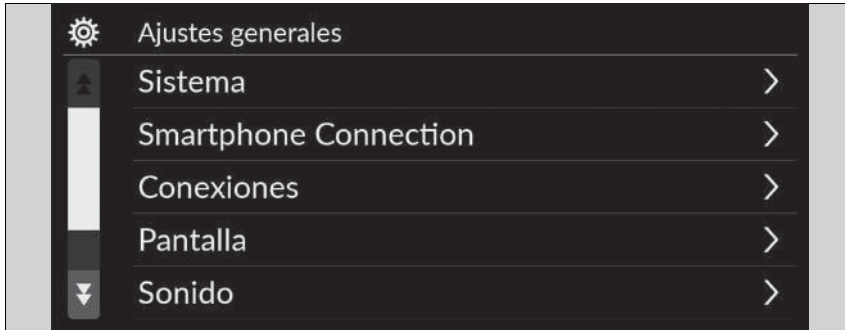 Ajustes generales
Sistema
Smartphone Connection
Conexiones
Pantalla
Sonido